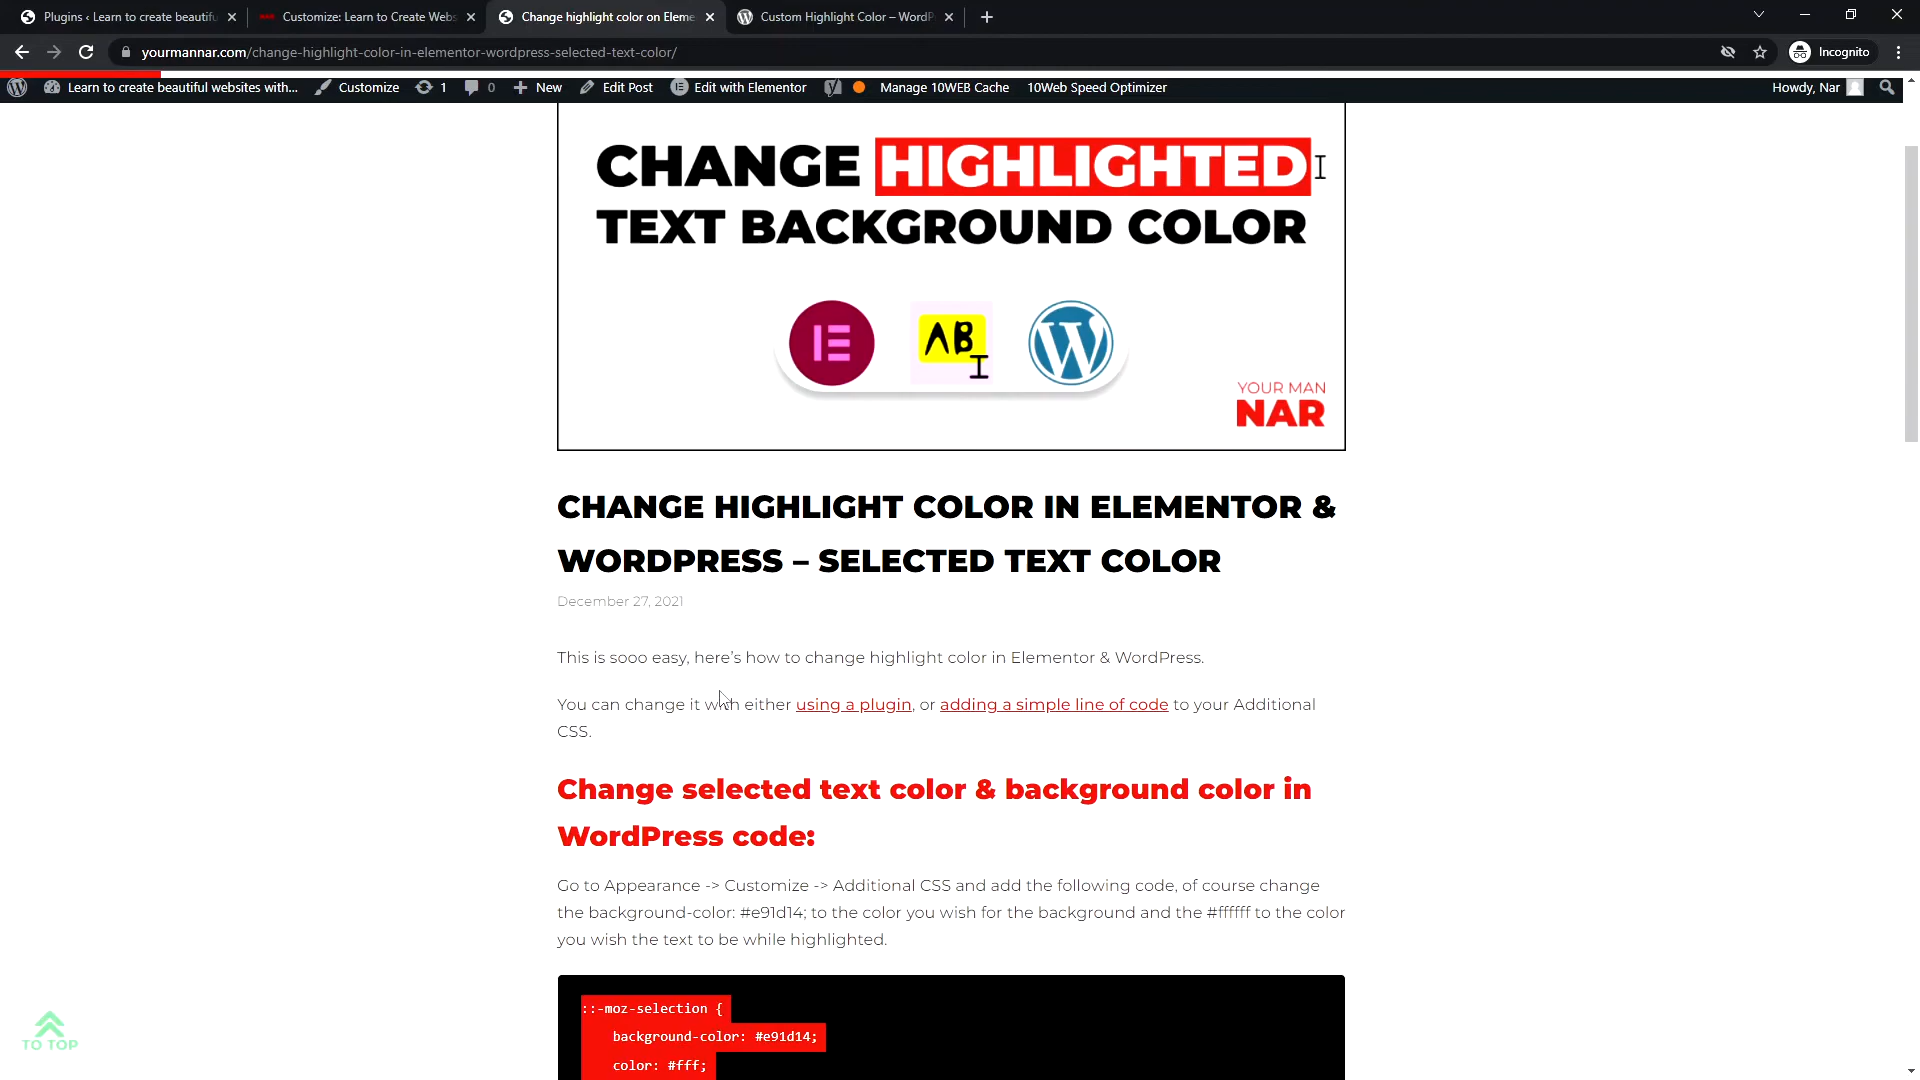 Plugins ‹ Learn to create beautifu
Customize: Learn to Create Webs
Change highlight color on Eleme
Custom Highlight Color – WordP
yourmannar.com/change-highlight-color-in-elementor-wordpress-selected-text-color/
Incognito
Learn to create beautiful websites with...
Customize
1
0
New
Edit Post
Edit with Elementor
Manage 10WEB Cache
10Web Speed Optimizer
Howdy, Nar
CHANGE HIGHLIGHTED
TEXT BACKGROUND COLOR
AB
YOUR MAN
NAR
CHANGE HIGHLIGHT COLOR IN ELEMENTOR &
WORDPRESS – SELECTED TEXT COLOR
December 27, 2021
This is sooo easy, here's how to change highlight color in Elementor & WordPress.
You can change it with either using a plugin, or adding a simple line of code to your Additional
CSS.
Change selected text color & background color in
WordPress code:
Go to Appearance -> Customize -> Additional CSS and add the following code, of course change
the background-color: #e91d14; to the color you wish for the background and the #ffffff to the color
you wish the text to be while highlighted.
::-moz-selection {
background-color: #e91d14;
color: #fff;
TO TOP